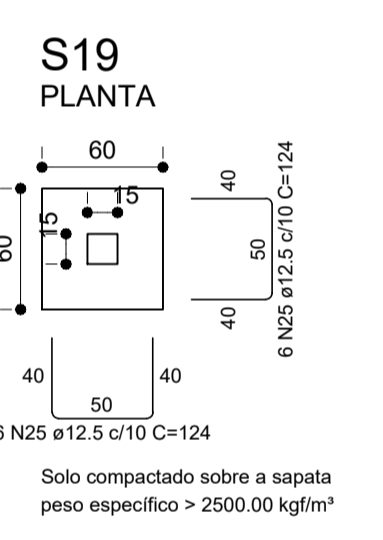 S19
PLANTA
60
15
15
60
40
50
40
6 N25 ø12.5 c/10 C=124
40
40
50
6 N25 ø12.5 c/10 C=124
Solo compactado sobre a sapata
peso específico > 2500.00 kgf/m³